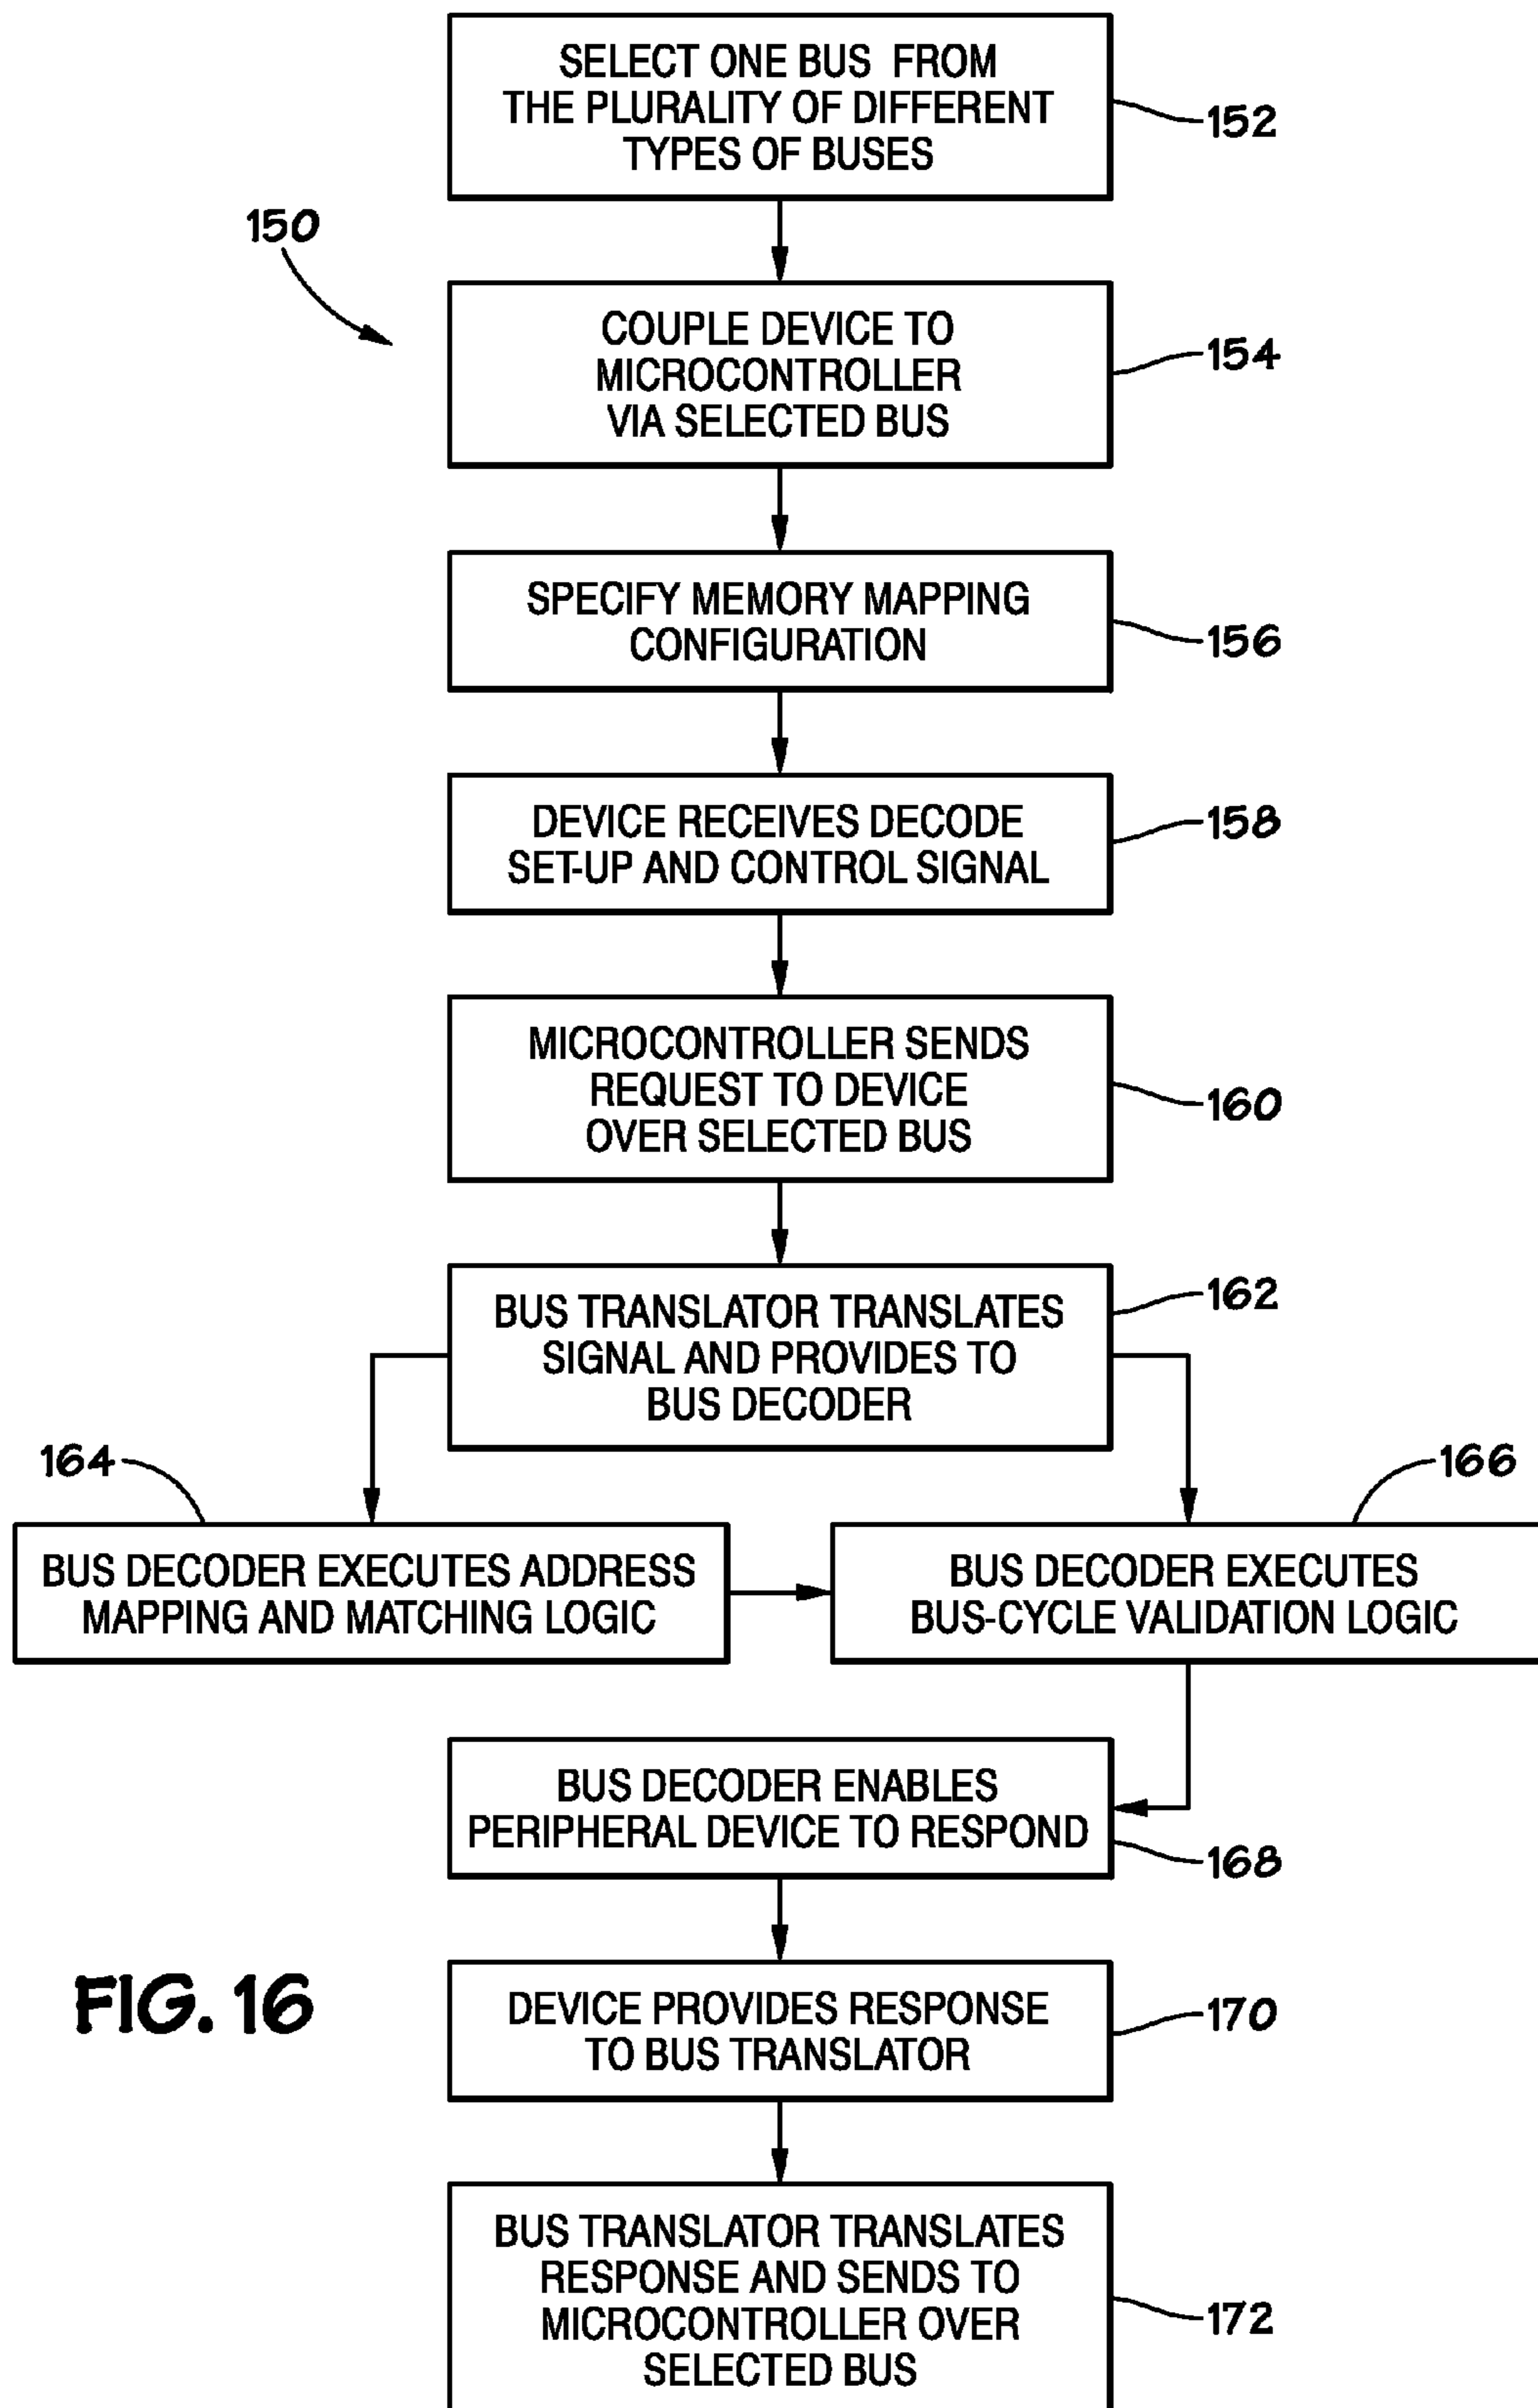 SELECT ONE BUS FROM
THE PLURALITY OF DIFFERENT
TYPES OF BUSES
152
150
COUPLE DEVICE TO
MICROCONTROLLER
VIA SELECTED BUS
154
SPECIFY MEMORY MAPPING
CONFIGURATION
156
DEVICE RECEIVES DECODE
SET-UP AND CONTROL SIGNAL
158
MICROCONTROLLER SENDS
REQUEST TO DEVICE
OVER SELECTED BUS
160
BUS TRANSLATOR TRANSLATES
SIGNAL AND PROVIDES TO
BUS DECODER
162
164
BUS DECODER EXECUTES ADDRESS
MAPPING AND MATCHING LOGIC
166
BUS DECODER EXECUTES
BUS-CYCLE VALIDATION LOGIC
BUS DECODER ENABLES
PERIPHERAL DEVICE TO RESPOND
168
DEVICE PROVIDES RESPONSE
TO BUS TRANSLATOR
170
FIG. 16
BUS TRANSLATOR TRANSLATES
RESPONSE AND SENDS TO
MICROCONTROLLER OVER
SELECTED BUS
172